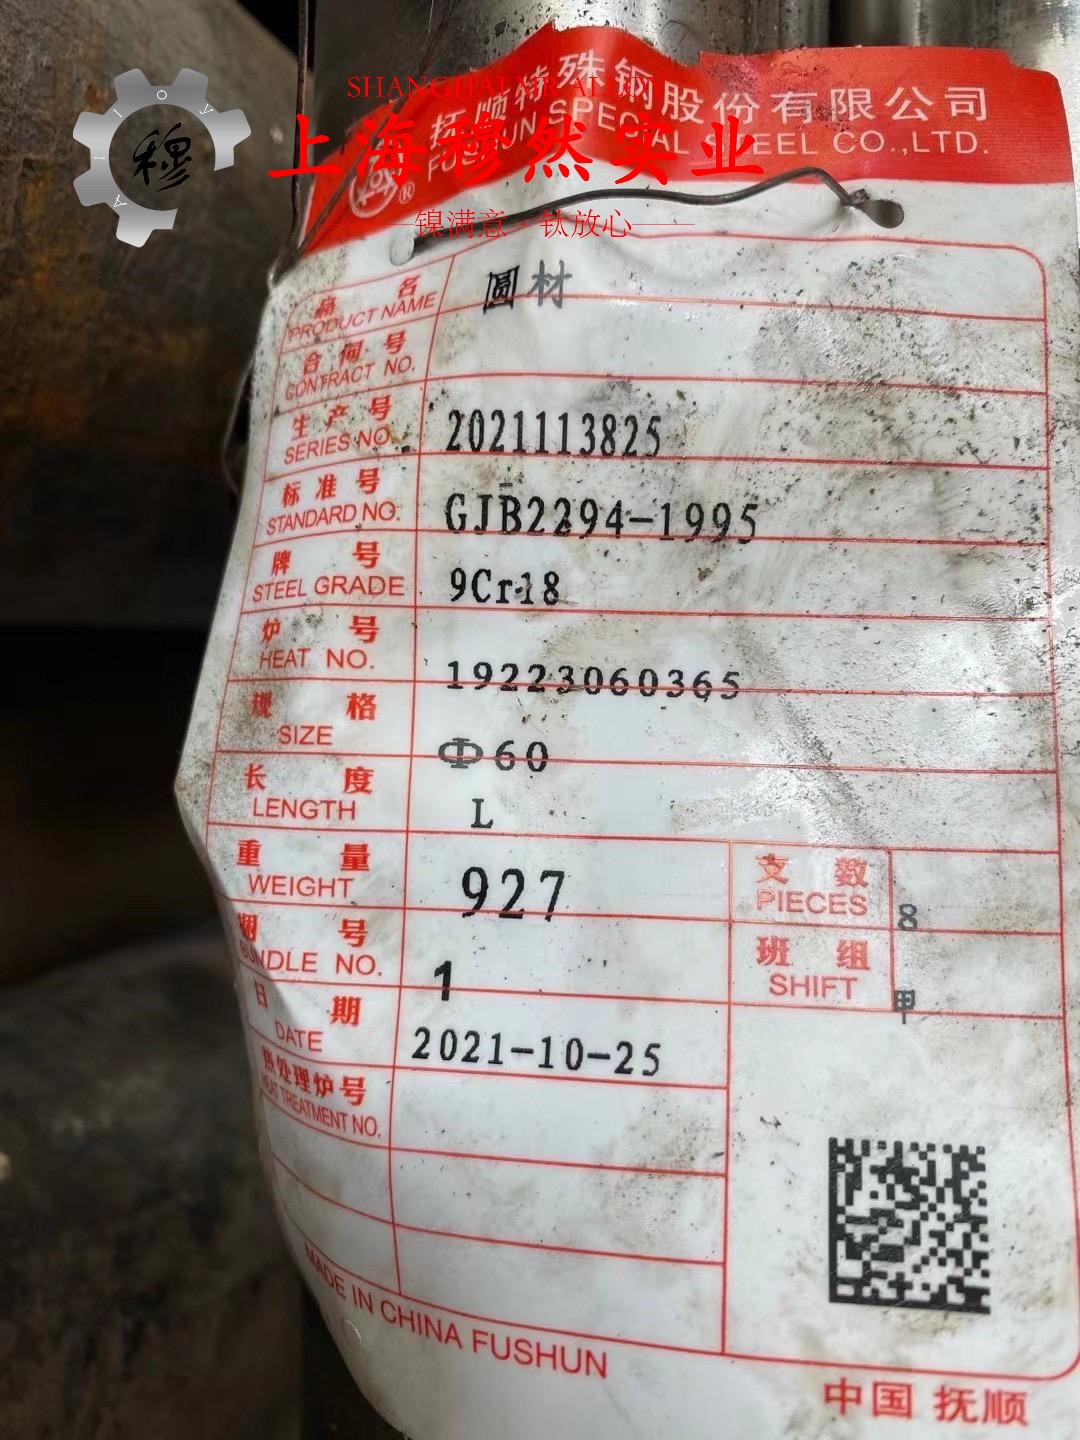 SHANGHAI MR ALLOY
上海穆然实业
镍满意·钛放心
穆
抚顺特殊钢股份有限公司
FUSHUN SPECIAL STEEL CO.,LTD.
名 圆材
PRODUCT NAME
合同号
CONTRACT NO.
生产号 2021113825
SERIES NO.
标准号 GJB2294-1995
STANDARD NO.
牌号 9Cr18
STEEL GRADE
炉号 19223060365
HEAT NO.
规格 Φ60
SIZE
长度 L
LENGTH
重量 927 支数 8
WEIGHT PIECES
捆号 1 班组 甲
BUNDLE NO. SHIFT
日期 2021-10-25
DATE
热处理炉号
HEAT TREATMENT NO.
MADE IN CHINA FUSHUN
中国 抚顺